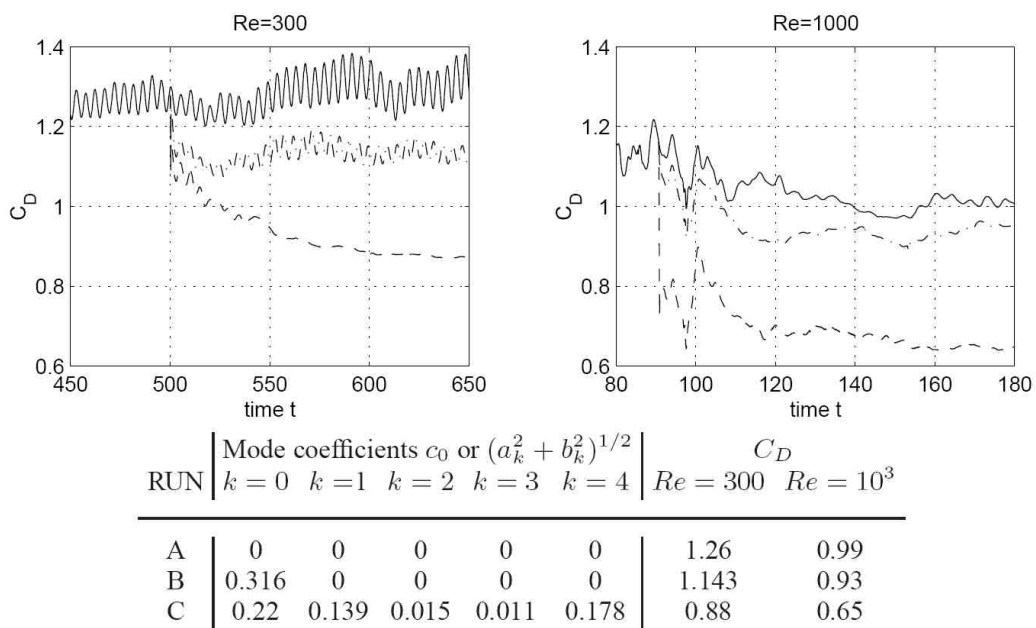 Re=300 Re=1000
1.4 1.4
1.2 1.2
C_D 1 C_D 1
0.8 0.8
0.6 0.6
450 500 550 600 650 80 100 120 140 160 180
time t time t
Mode coefficients c_0 or (a_k^2 + b_k^2)^{1/2} C_D
RUN k = 0 k =1 k = 2 k = 3 k = 4 Re = 300 Re = 10^3
A 0 0 0 0 0 1.26 0.99
B 0.316 0 0 0 0 1.143 0.93
C 0.22 0.139 0.015 0.011 0.178 0.88 0.65